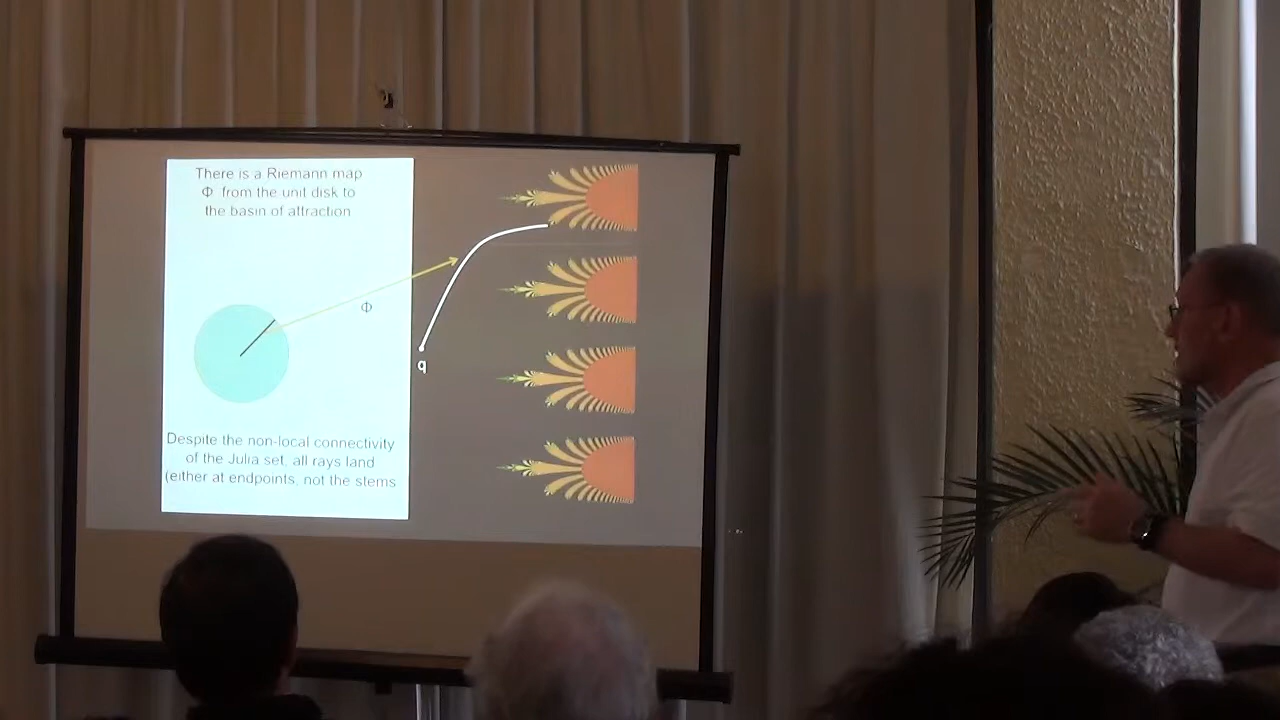 There is a Riemann map
Φ from the unit disk to
the basin of attraction
Φ
q
Despite the non-local connectivity
of the Julia set, all rays land
(either at endpoints, not the stems